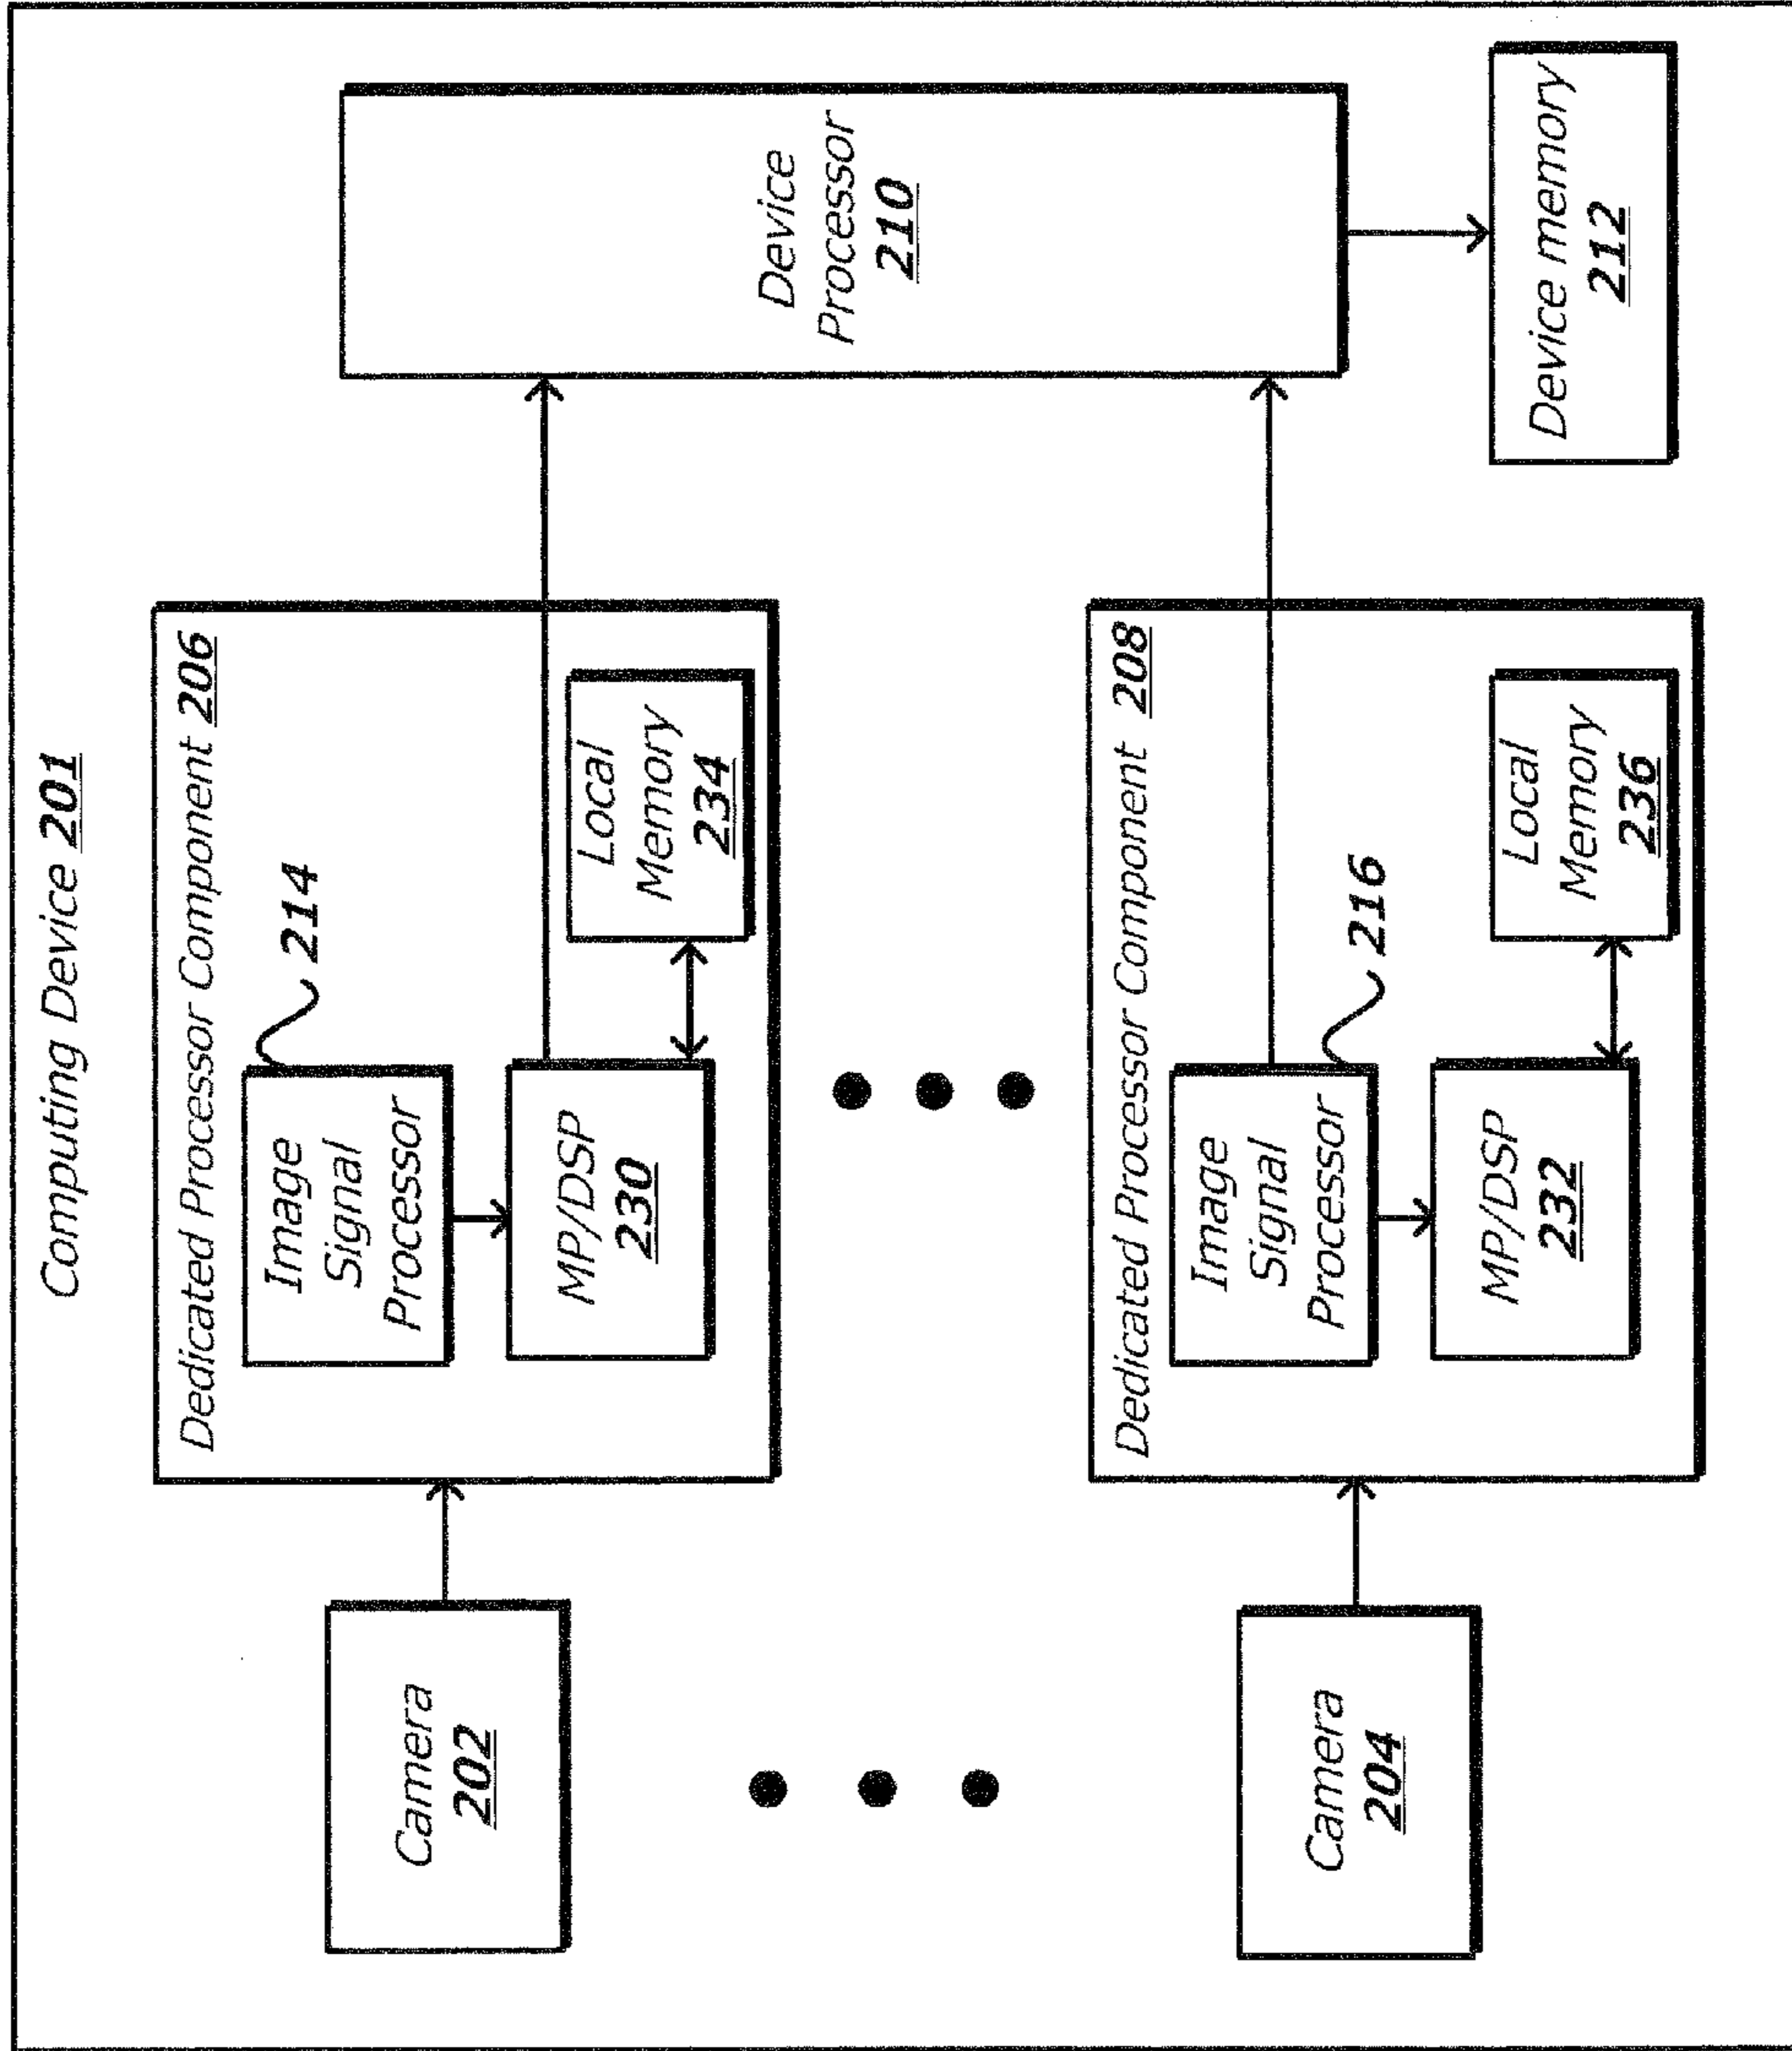 Computing Device 201
Dedicated Processor Component 206
Image
Signal
Processor
214
MP/DSP
230
Local
Memory
234
Camera
202
Device
Processor
210
Dedicated Processor Component 208
Image
Signal
Processor
216
MP/DSP
232
Local
Memory
236
Camera
204
Device memory
212